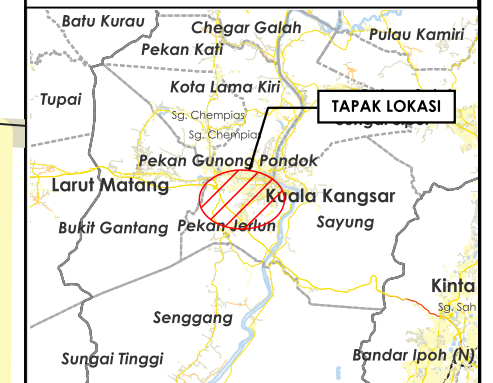 Batu Kurau
Chegar Galah
Pulau Kamiri
Pekan Kati
Kota Lama Kiri
Tupai
TAPAK LOKASI
Sg. Chempias
Sg. Chempias
Pekan Gunong Pondok
Larut Matang
Kuala Kangsar
Bukit Gantang
Pekan Jerlun
Sayung
Kinta
Sg. Sah
Senggang
Sungai Tinggi
Bandar Ipoh (N)